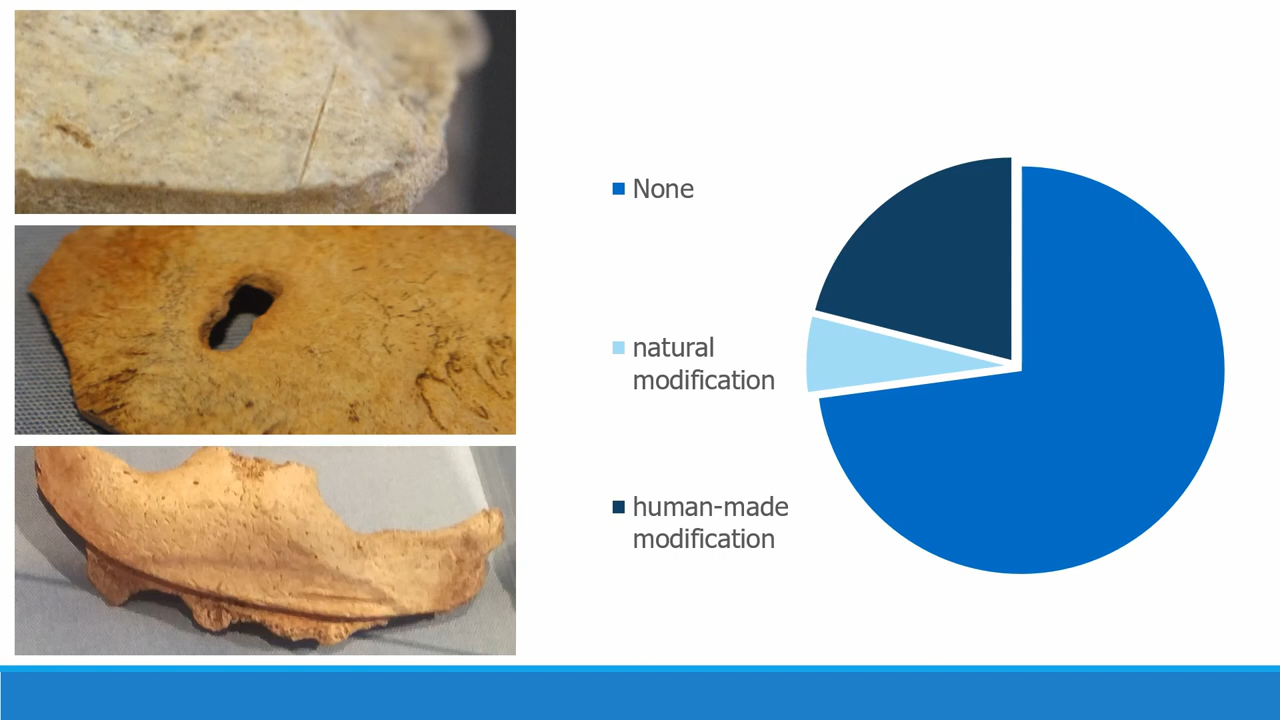 None
natural
modification
human-made
modification